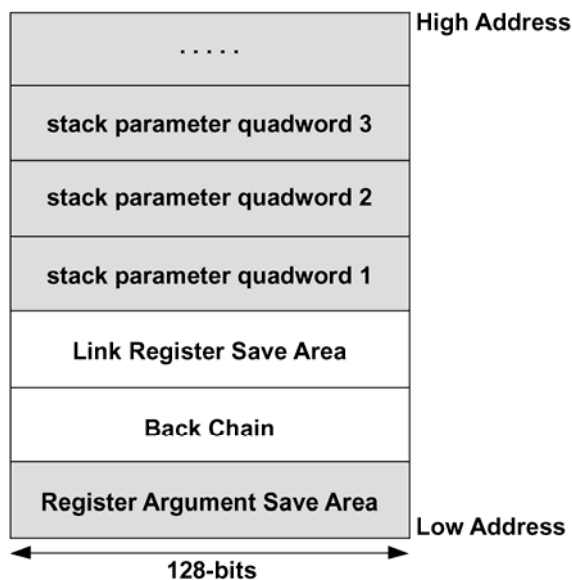 High Address
.....
stack parameter quadword 3
stack parameter quadword 2
stack parameter quadword 1
Link Register Save Area
Back Chain
Register Argument Save Area
Low Address
128-bits